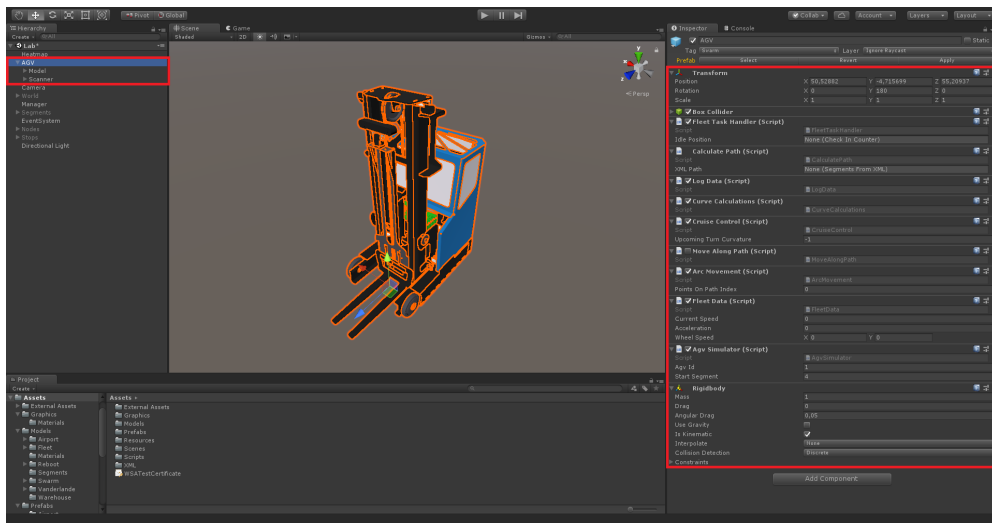 Pivot Global
Collab Account Layers Layout
Hierarchy
Scene Game
Inspector Console
Create All
Shaded 2D Gizmos All
AGV Static
Lab*
Tag Swarm Layer Ignore Raycast
Heatmap
Prefab Select Revert Apply
AGV
Model
Scanner
Camera
World
Manager
Segments
EventSystem
Nodes
Stops
Directional Light
y
z
Persp
Transform
Position X 50,52882 Y -4,715699 Z 55,20937
Rotation X 0 Y 180 Z 0
Scale X 1 Y 1 Z 1
Box Collider
Fleet Task Handler (Script)
Script FleetTaskHandler
Idle Position None (Check In Counter)
Calculate Path (Script)
Script CalculatePath
XML Path None (Segments From XML)
Log Data (Script)
Script LogData
Curve Calculations (Script)
Script CurveCalculations
Cruise Control (Script)
Script CruiseControl
Upcoming Turn Curvature -1
Move Along Path (Script)
Script MoveAlongPath
Arc Movement (Script)
Script ArcMovement
Points On Path Index 0
Fleet Data (Script)
Script FleetData
Current Speed 0
Acceleration 0
Wheel Speed X 0 Y 0
Agv Simulator (Script)
Script AgvSimulator
Agv Id 1
Start Segment 4
Rigidbody
Mass 1
Drag 0
Angular Drag 0,05
Use Gravity
Is Kinematic
Interpolate None
Collision Detection Discrete
Constraints
Add Component
Project
Create
Assets
External Assets
Graphics
Materials
Models
Airport
Fleet
Materials
Reboot
Segments
Swarm
Vanderlande
Warehouse
Prefabs
Assets
External Assets
Graphics
Models
Prefabs
Resources
Scenes
Scripts
XML
WSATestCertificate